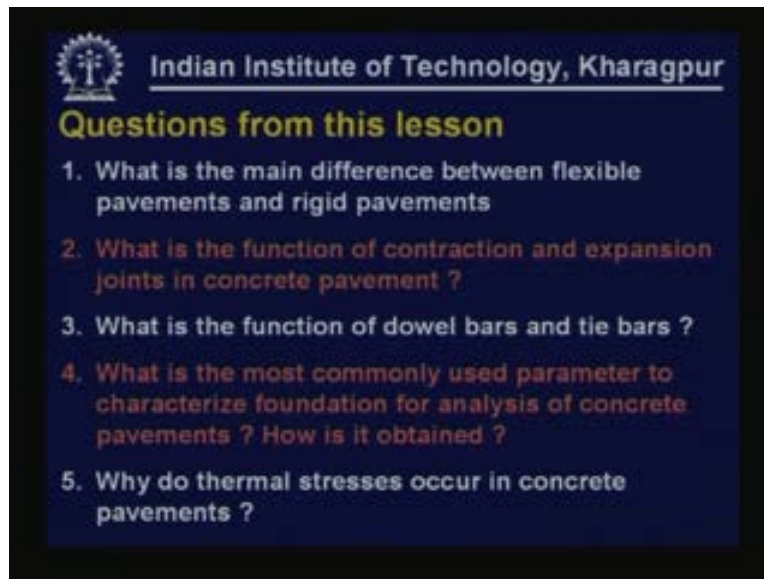 Indian Institute of Technology, Kharagpur
Questions from this lesson
1. What is the main difference between flexible
pavements and rigid pavements
2. What is the function of contraction and expansion
joints in concrete pavement ?
3. What is the function of dowel bars and tie bars ?
4. What is the most commonly used parameter to
characterize foundation for analysis of concrete
pavements ? How is it obtained ?
5. Why do thermal stresses occur in concrete
pavements ?